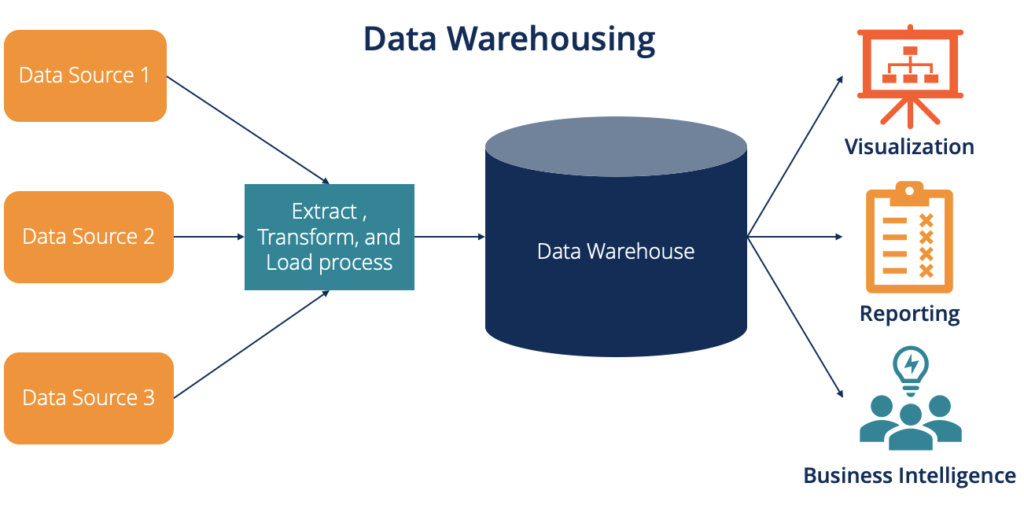 Data Warehousing
Data Source 1
Data Source 2
Data Source 3
Extract ,
Transform, and
Load process
Data Warehouse
Visualization
Reporting
Business Intelligence